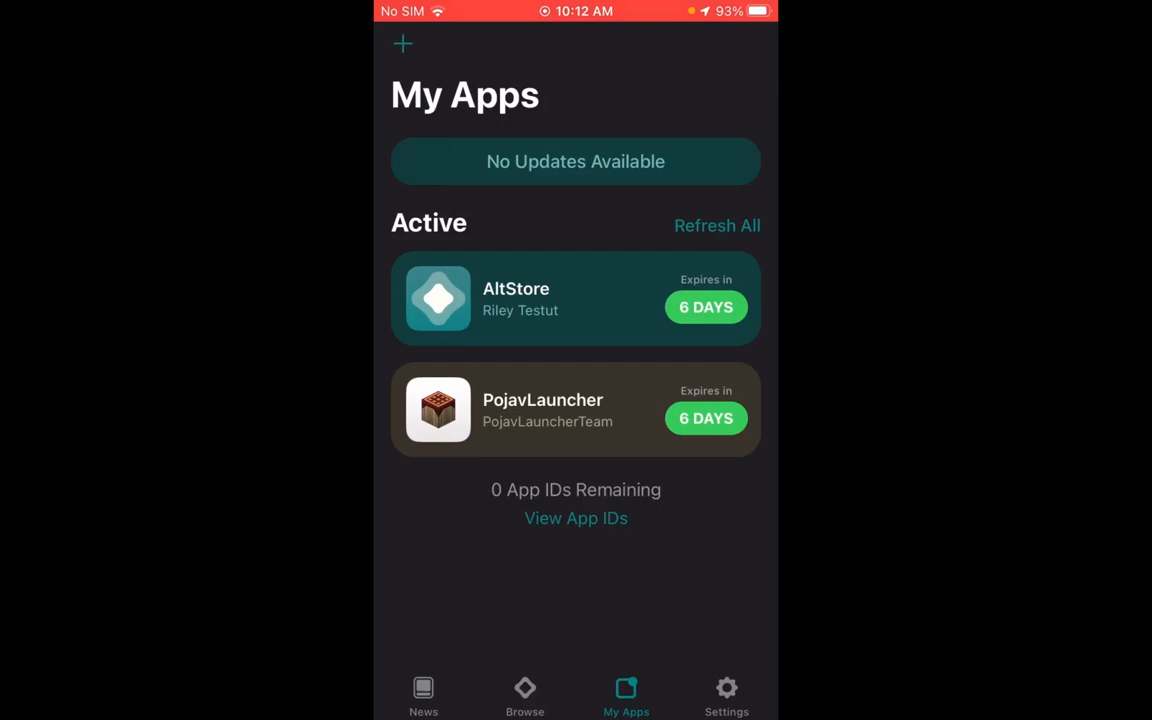 No SIM 10:12 AM 93%
My Apps
No Updates Available
Active Refresh All
AltStore
Riley Testut
Expires in
6 DAYS
PojavLauncher
PojavLauncherTeam
Expires in
6 DAYS
0 App IDs Remaining
View App IDs
News Browse My Apps Settings